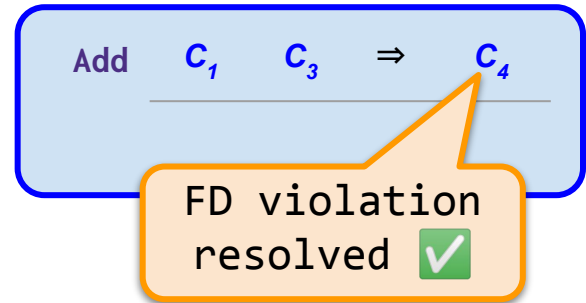 Add C₁ C₃ ⇒ C₄
FD violation
resolved ✅